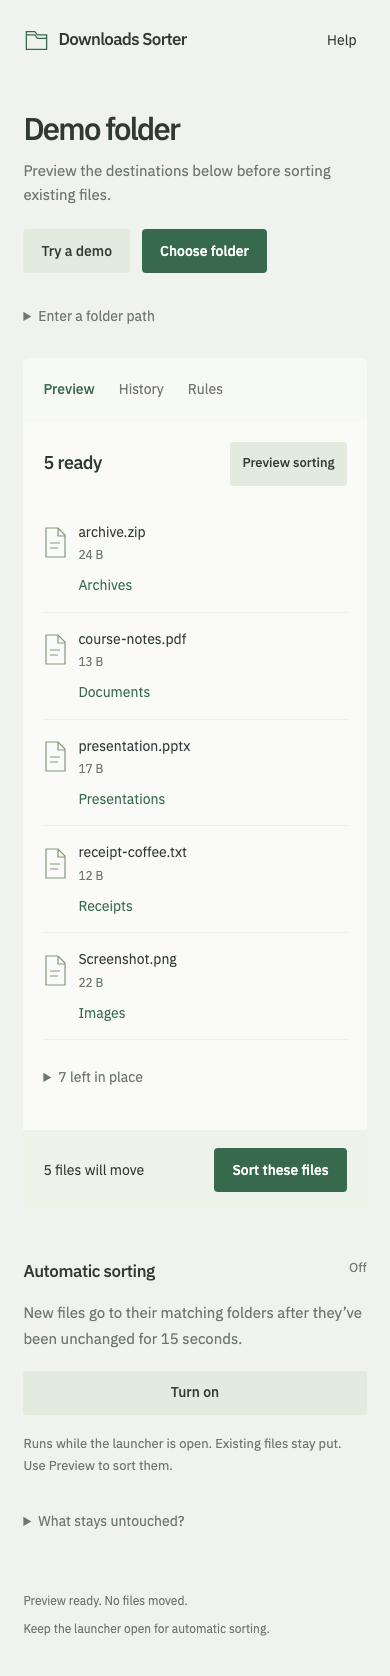 Downloads Sorter
Help
Demo folder
Preview the destinations below before sorting
existing files.
Try a demo
Choose folder
Enter a folder path
Preview
History
Rules
5 ready
Preview sorting
archive.zip
24 B
Archives
course-notes.pdf
13 B
Documents
presentation.pptx
17 B
Presentations
receipt-coffee.txt
12 B
Receipts
Screenshot.png
22 B
Images
7 left in place
5 files will move
Sort these files
Automatic sorting
Off
New files go to their matching folders after they’ve
been unchanged for 15 seconds.
Turn on
Runs while the launcher is open. Existing files stay put.
Use Preview to sort them.
What stays untouched?
Preview ready. No files moved.
Keep the launcher open for automatic sorting.